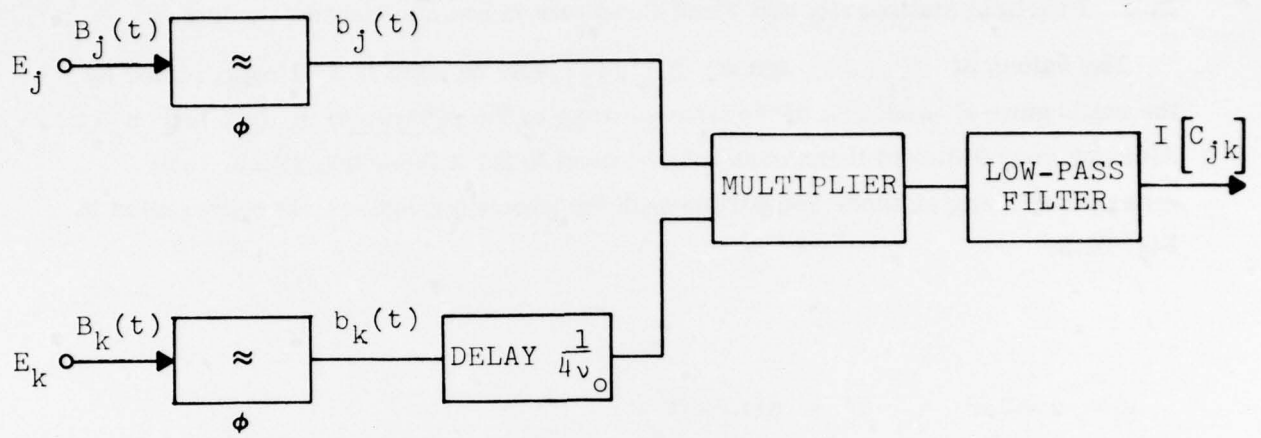 B_j(t)
b_j(t)
E_j
≈
φ
MULTIPLIER
LOW-PASS
FILTER
I[C_jk]
B_k(t)
b_k(t)
E_k
≈
φ
DELAY 1/4ν_o